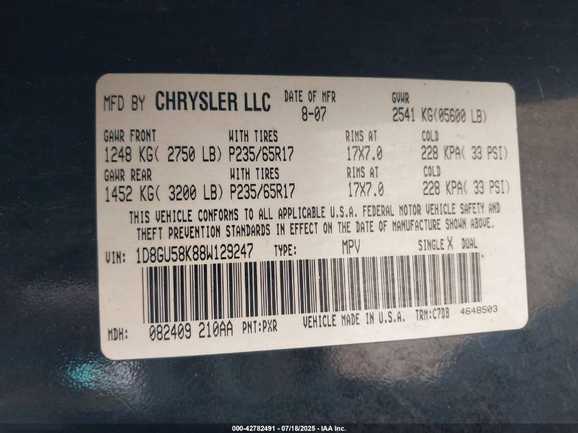 MFD BY CHRYSLER LLC DATE OF MFR 8-07 GVWR 2541 KG(05600 LB)
GAWR FRONT WITH TIRES RIMS AT COLD
1248 KG( 2750 LB) P235/65R17 17X7.0 228 KPA( 33 PSI)
GAWR REAR WITH TIRES RIMS AT COLD
1452 KG( 3200 LB) P235/65R17 17X7.0 228 KPA( 33 PSI)
THIS VEHICLE CONFORMS TO ALL APPLICABLE U.S.A. FEDERAL MOTOR VEHICLE SAFETY AND
THEFT PREVENTION STANDARDS IN EFFECT ON THE DATE OF MANUFACTURE SHOWN ABOVE.
VIN: 1D8GU58K88W129247 TYPE: MPV SINGLE X DUAL
MDH: 082409 210AA PNT:PXR VEHICLE MADE IN U.S.A. TRM:C7DB 4648503
000-42782491 - 07/18/2025 - IAA Inc.